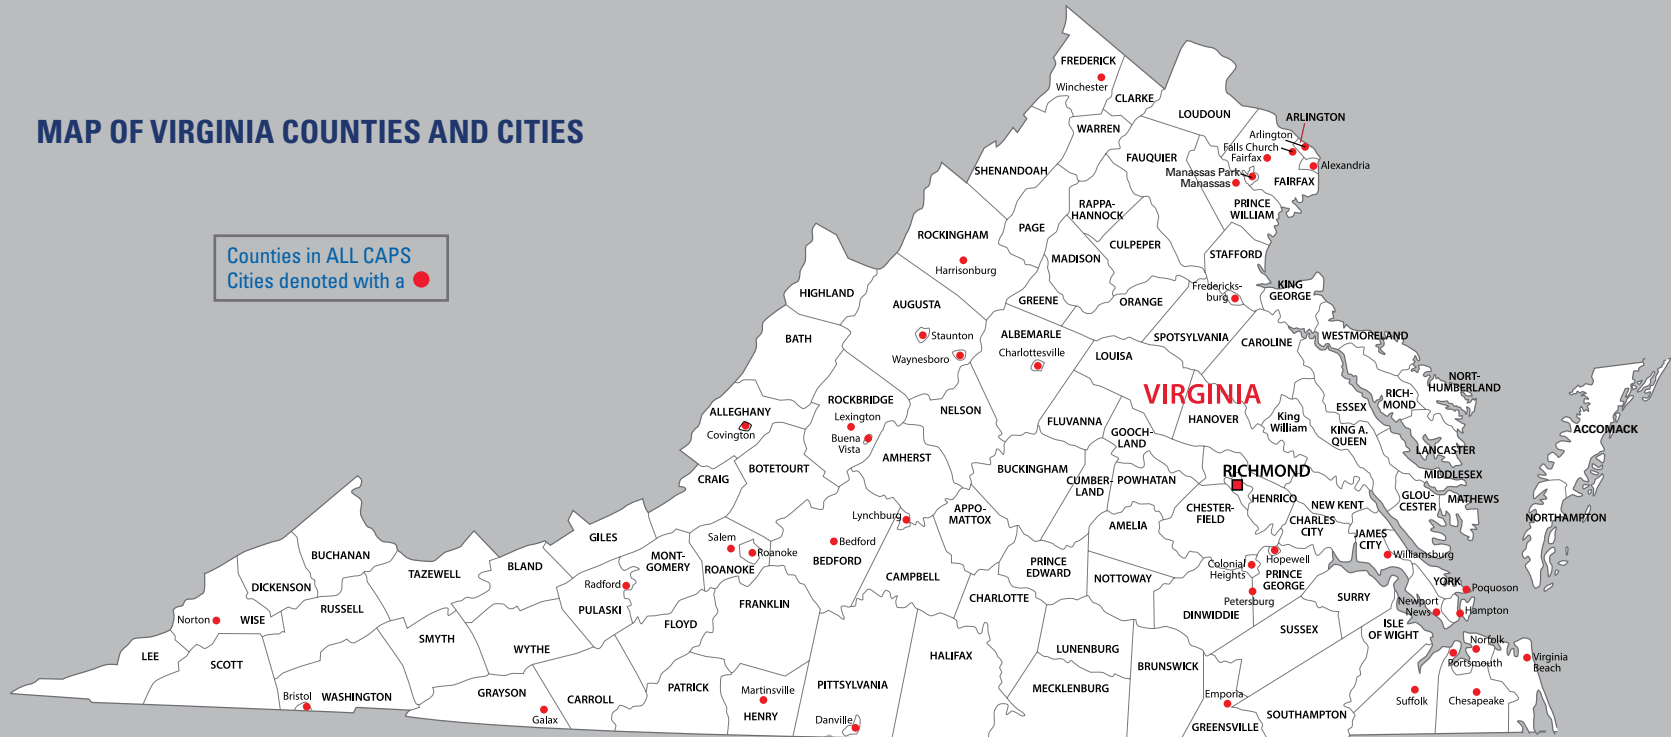 MAP OF VIRGINIA COUNTIES AND CITIES
Counties in ALL CAPS
Cities denoted with a
FREDERICK
Winchester
CLARKE
LOUDOUN
ARLINGTON
WARREN
Arlington
Falls Church
Fairfax
FAUQUIER
Alexandria
SHENANDOAH
Manassas Park
Manassas
FAIRFAX
RAPPA-
HANNOCK
PRINCE
WILLIAM
PAGE
ROCKINGHAM
CULPEPER
STAFFORD
MADISON
Harrisonburg
HIGHLAND
AUGUSTA
GREENE
ORANGE
Fredericks-
burg
KING
GEORGE
BATH
Staunton
ALBEMARLE
SPOTSYLVANIA
CAROLINE
WESTMORELAND
Waynesboro
Charlottesville
LOUISA
VIRGINIA
NORT-
HUMBERLAND
RICH-
MOND
ROCKBRIDGE
NELSON
ALLEGHANY
Lexington
Covington
Buena
Vista
FLUVANNA
GOOCH-
LAND
HANOVER
King
William
ESSEX
KING A.
QUEEN
ACCOMACK
LANCASTER
AMHERST
BOTETOURT
BUCKINGHAM
CRAIG
CUMBER-
LAND
POWHATAN
RICHMOND
MIDDLESEX
HENRICO
NEW KENT
GLOU-
CESTER
MATHEWS
Lynchburg
APPO-
MATTOX
CHESTER-
FIELD
CHARLES
CITY
NORTHAMPTON
AMELIA
JAMES
CITY
GILES
Salem
Bedford
Roanoke
MONT-
GOMERY
ROANOKE
BEDFORD
Hopewell
Williamsburg
BUCHANAN
BLAND
TAZEWELL
PRINCE
EDWARD
Colonial
Heights
PRINCE
GEORGE
DICKENSON
Radford
CAMPBELL
NOTTOWAY
YORK
Poquoson
RUSSELL
PULASKI
FRANKLIN
CHARLOTTE
Petersburg
SURRY
Newport
News
Hampton
Norton
WISE
FLOYD
DINWIDDIE
SUSSEX
ISLE
OF WIGHT
SMYTH
WYTHE
LUNENBURG
Norfolk
LEE
SCOTT
HALIFAX
BRUNSWICK
Portsmouth
Virginia
Beach
Bristol
WASHINGTON
GRAYSON
CARROLL
PATRICK
Martinsville
PITTSYLVANIA
MECKLENBURG
Emporia
Suffolk
Chesapeake
Galax
HENRY
Danville
GREENSVILLE
SOUTHAMPTON